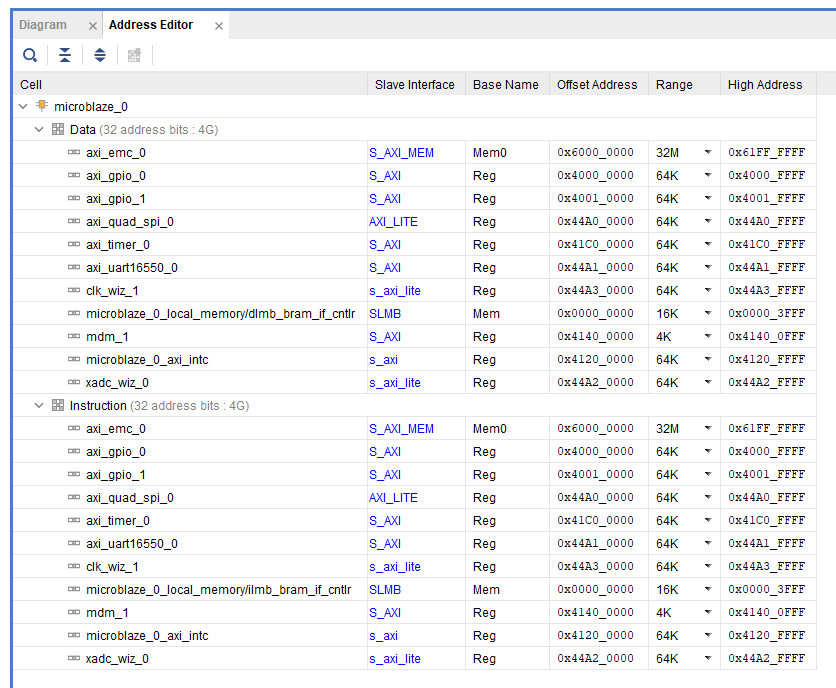 Diagram Address Editor
Cell Slave Interface Base Name Offset Address Range High Address
microblaze_0
Data (32 address bits : 4G)
axi_emc_0 S_AXI_MEM Mem0 0x6000_0000 32M 0x61FF_FFFF
axi_gpio_0 S_AXI Reg 0x4000_0000 64K 0x4000_FFFF
axi_gpio_1 S_AXI Reg 0x4001_0000 64K 0x4001_FFFF
axi_quad_spi_0 AXI_LITE Reg 0x44A0_0000 64K 0x44A0_FFFF
axi_timer_0 S_AXI Reg 0x41C0_0000 64K 0x41C0_FFFF
axi_uart16550_0 S_AXI Reg 0x44A1_0000 64K 0x44A1_FFFF
clk_wiz_1 s_axi_lite Reg 0x44A3_0000 64K 0x44A3_FFFF
microblaze_0_local_memory/dlmb_bram_if_cntlr SLMB Mem 0x0000_0000 16K 0x0000_3FFF
mdm_1 S_AXI Reg 0x4140_0000 4K 0x4140_0FFF
microblaze_0_axi_intc s_axi Reg 0x4120_0000 64K 0x4120_FFFF
xadc_wiz_0 s_axi_lite Reg 0x44A2_0000 64K 0x44A2_FFFF
Instruction (32 address bits : 4G)
axi_emc_0 S_AXI_MEM Mem0 0x6000_0000 32M 0x61FF_FFFF
axi_gpio_0 S_AXI Reg 0x4000_0000 64K 0x4000_FFFF
axi_gpio_1 S_AXI Reg 0x4001_0000 64K 0x4001_FFFF
axi_quad_spi_0 AXI_LITE Reg 0x44A0_0000 64K 0x44A0_FFFF
axi_timer_0 S_AXI Reg 0x41C0_0000 64K 0x41C0_FFFF
axi_uart16550_0 S_AXI Reg 0x44A1_0000 64K 0x44A1_FFFF
clk_wiz_1 s_axi_lite Reg 0x44A3_0000 64K 0x44A3_FFFF
microblaze_0_local_memory/ilmb_bram_if_cntlr SLMB Mem 0x0000_0000 16K 0x0000_3FFF
mdm_1 S_AXI Reg 0x4140_0000 4K 0x4140_0FFF
microblaze_0_axi_intc s_axi Reg 0x4120_0000 64K 0x4120_FFFF
xadc_wiz_0 s_axi_lite Reg 0x44A2_0000 64K 0x44A2_FFFF